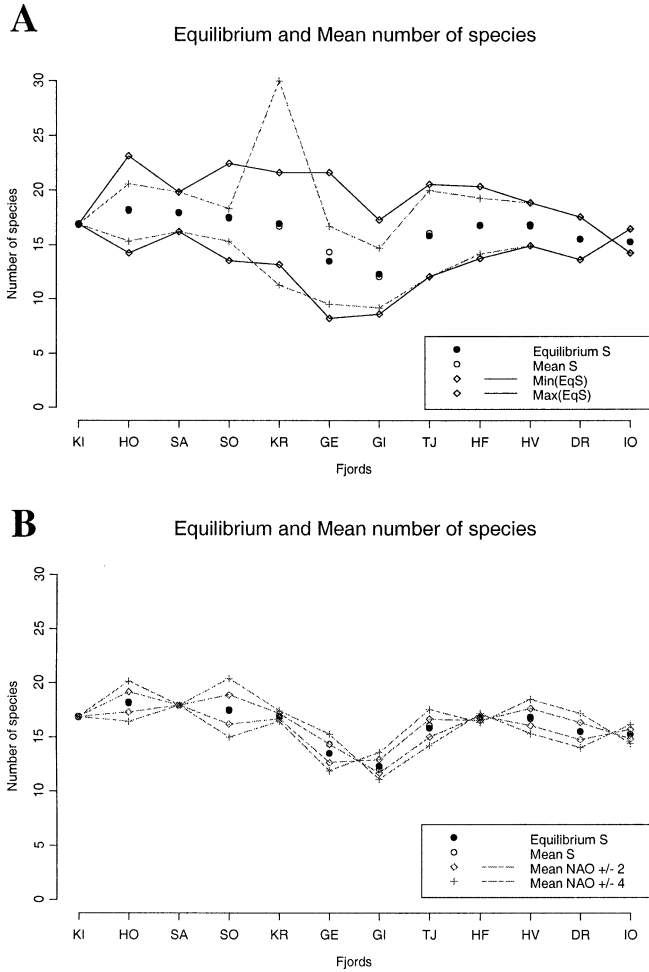 A
Equilibrium and Mean number of species
30
25
20
15
10
5
0
Number of species
Equilibrium S
Mean S
Min(EqS)
Max(EqS)
KI HO SA SO KR GE GI TJ HF HV DR IO
Fjords
B
Equilibrium and Mean number of species
30
25
20
15
10
5
0
Number of species
Equilibrium S
Mean S
Mean NAO +/- 2
Mean NAO +/- 4
KI HO SA SO KR GE GI TJ HF HV DR IO
Fjords